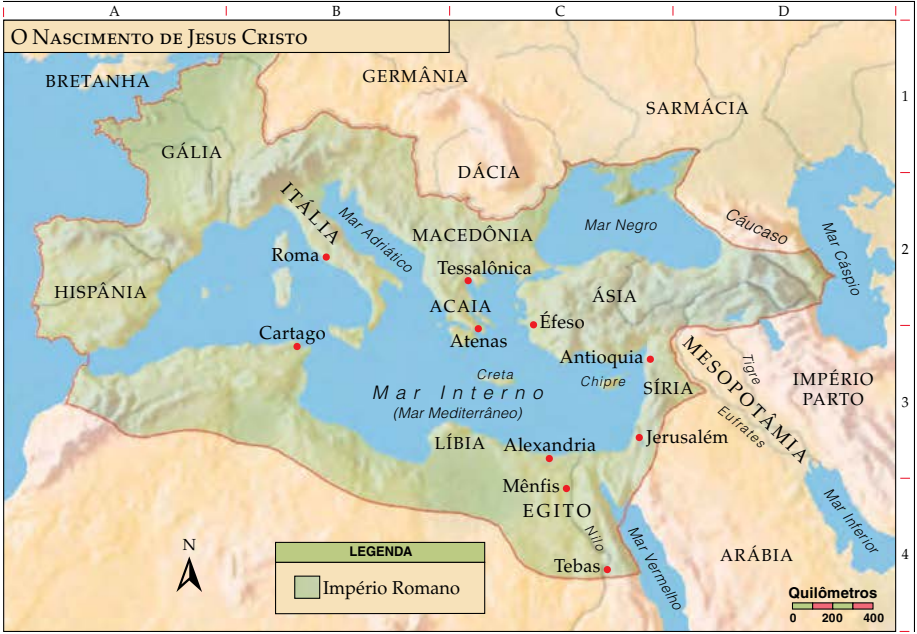 A
B
C
D
O Nascimento de Jesus Cristo
1
2
3
4
BRETANHA
GERMÂNIA
SARMÁCIA
GÁLIA
DÁCIA
ITÁLIA
Mar Adriático
MACEDÔNIA
Mar Negro
Cáucaso
Mar Cáspio
Roma
Tessalônica
HISPÂNIA
ÁSIA
ACAIA
Éfeso
Cartago
Atenas
Antioquia
MESOPOTÂMIA
Tigre
Creta
Chipre
SÍRIA
IMPÉRIO
PARTO
Mar Interno
(Mar Mediterrâneo)
Eufrates
LÍBIA
Alexandria
Jerusalém
Mênfis
EGITO
Nilo
Mar Vermelho
Mar Inferior
Tebas
ARÁBIA
N
LEGENDA
Império Romano
Quilômetros
0 200 400